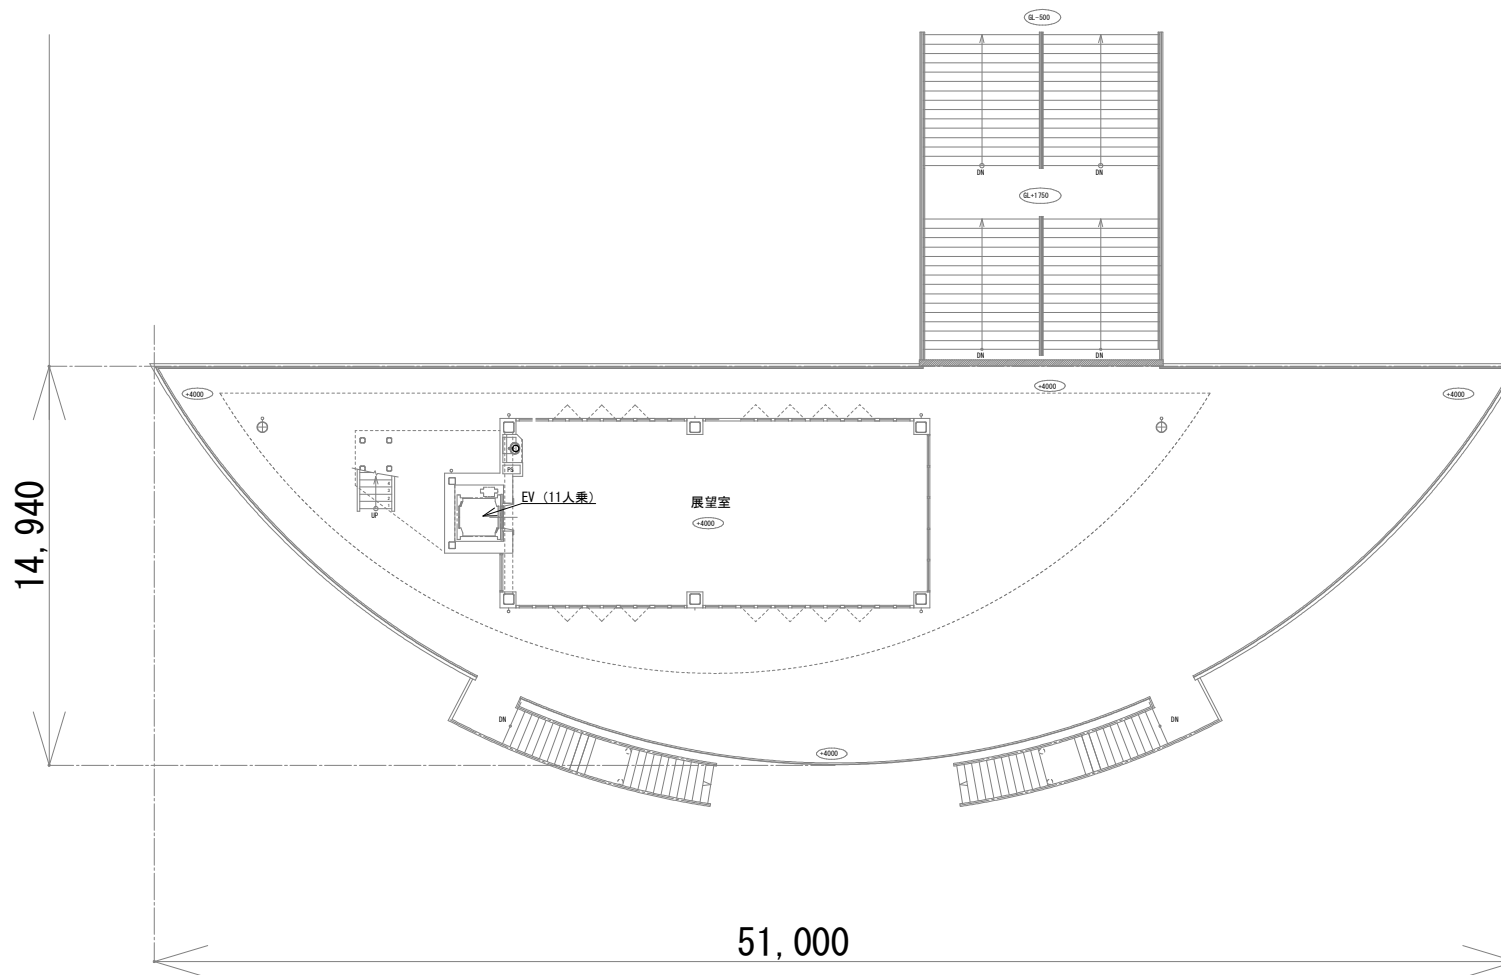 GL-500
DN
DN
GL+1750
DN
DN
+4000
+4000
+4000
PS
EV (11人乗)
展望室
+4000
UP
14,940
DN
DN
+4000
51,000